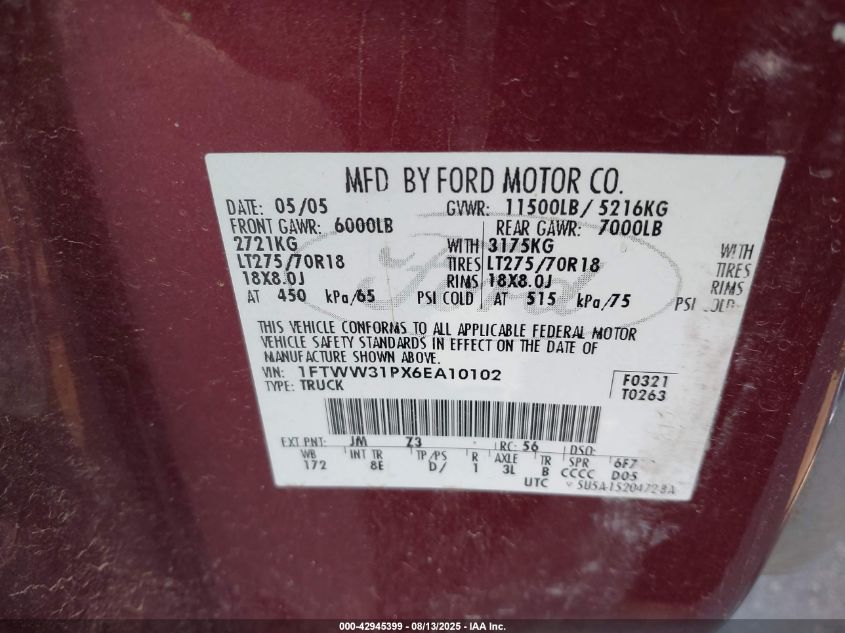 MFD BY FORD MOTOR CO.
DATE: 05/05 GVWR: 11500LB/ 5216KG
FRONT GAWR: 6000LB REAR GAWR: 7000LB
2721KG WITH 3175KG WITH
LT275/70R18 TIRES LT275/70R18 TIRES
18X8.0J RIMS 18X8.0J RIMS
AT 450 kPa/65 PSI COLD AT 515 kPa/75 PSI COLD
Ford
THIS VEHICLE CONFORMS TO ALL APPLICABLE FEDERAL MOTOR
VEHICLE SAFETY STANDARDS IN EFFECT ON THE DATE OF
MANUFACTURE SHOWN ABOVE.
VIN: 1FTWW31PX6EA10102
TYPE: TRUCK
F0321
T0263
EXT PNT: JM Z3 RC: 56 DSO:
WB INT TR TP/PS R AXLE TR SPR 6F7
172 8E D/ 1 3L B CCCC D05
UTC 5U5A-1520472-BA
000-42945399 - 08/13/2025 - IAA Inc.